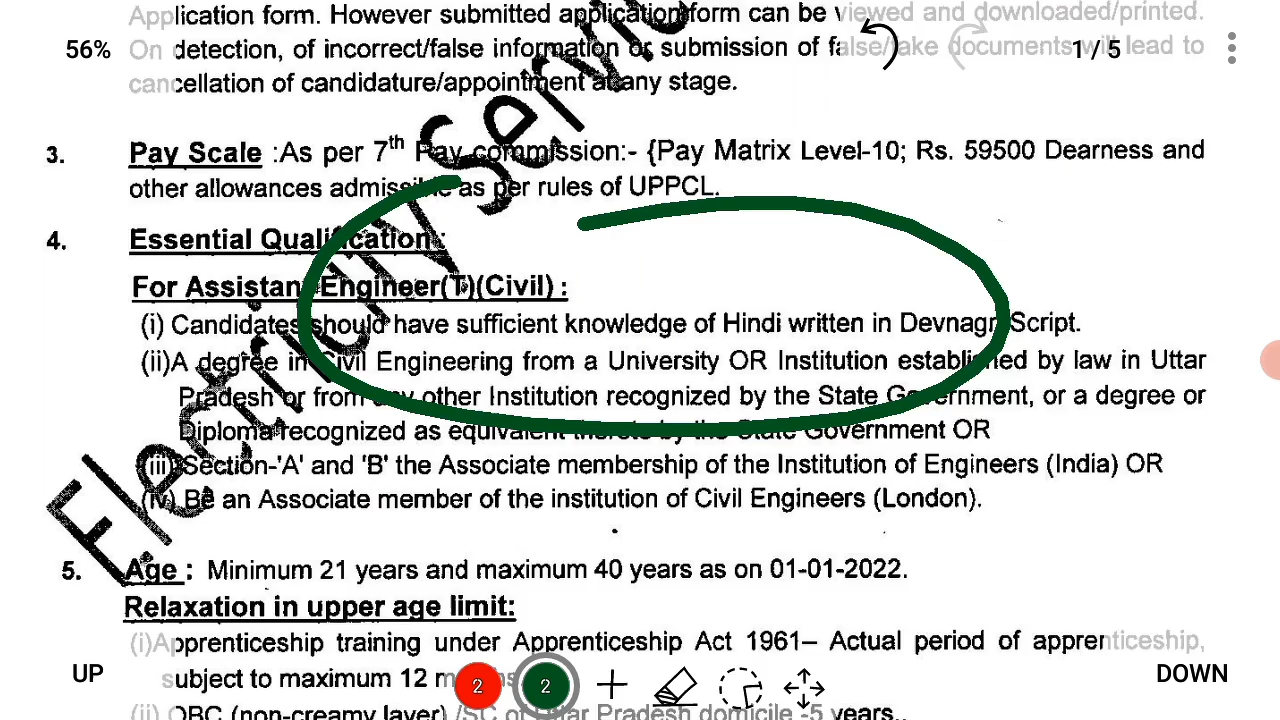 Application form. However submitted application form can be viewed and downloaded/printed.
56% On detection, of incorrect/false information or submission of false/fake documents will lead to 1 / 5
cancellation of candidature/appointment at any stage.
3. Pay Scale :As per 7th Pay commission:- {Pay Matrix Level-10; Rs. 59500 Dearness and
other allowances admissible as per rules of UPPCL.
4. Essential Qualification:
For Assistant Engineer(T)(Civil) :
(i) Candidates should have sufficient knowledge of Hindi written in Devnagri Script.
(ii)A degree in Civil Engineering from a University OR Institution established by law in Uttar
Pradesh or from any other Institution recognized by the State Government, or a degree or
Diploma recognized as equivalent thereto by the State Government OR
(iii) Section-'A' and 'B' the Associate membership of the Institution of Engineers (India) OR
(iv) Be an Associate member of the institution of Civil Engineers (London).
5. Age : Minimum 21 years and maximum 40 years as on 01-01-2022.
Relaxation in upper age limit:
(i)Apprenticeship training under Apprenticeship Act 1961– Actual period of apprenticeship,
subject to maximum 12 months
(ii) OBC (non-creamy layer) /SC of Uttar Pradesh domicile -5 years..
UP
2
2
DOWN
Electricity Servi